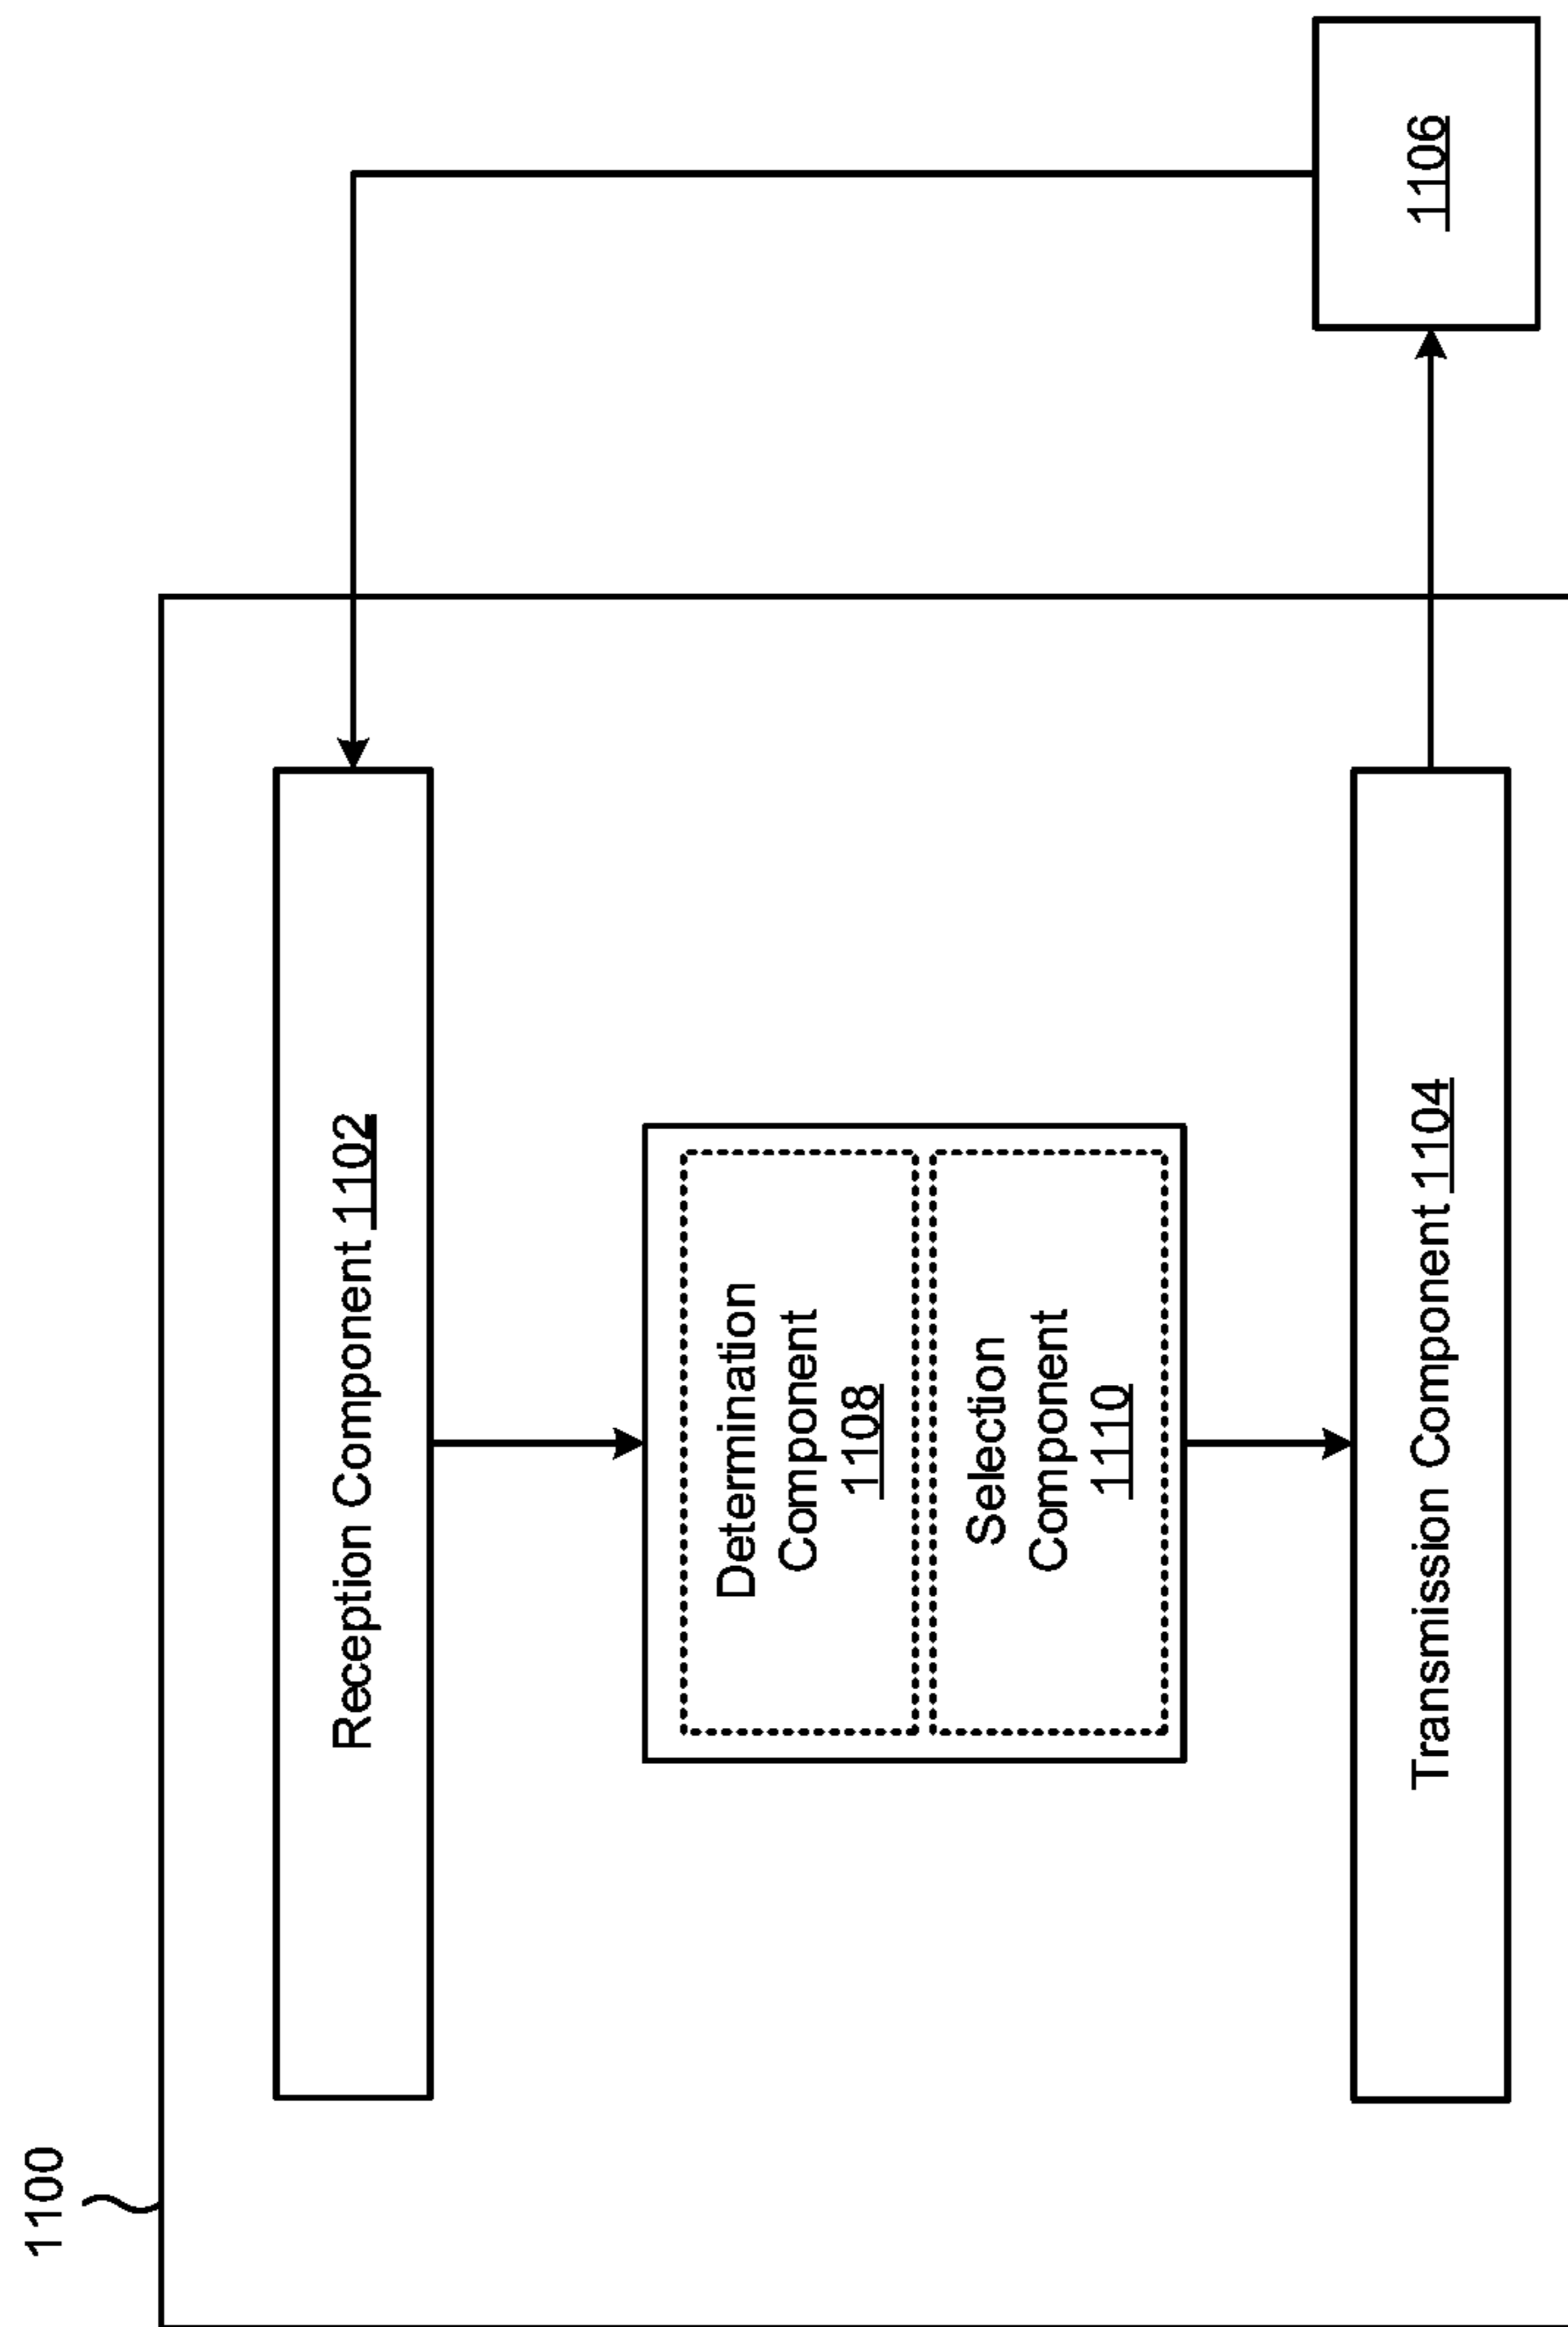 1100
Reception Component 1102
Determination
Component
1108
Selection
Component
1110
Transmission Component 1104
1106